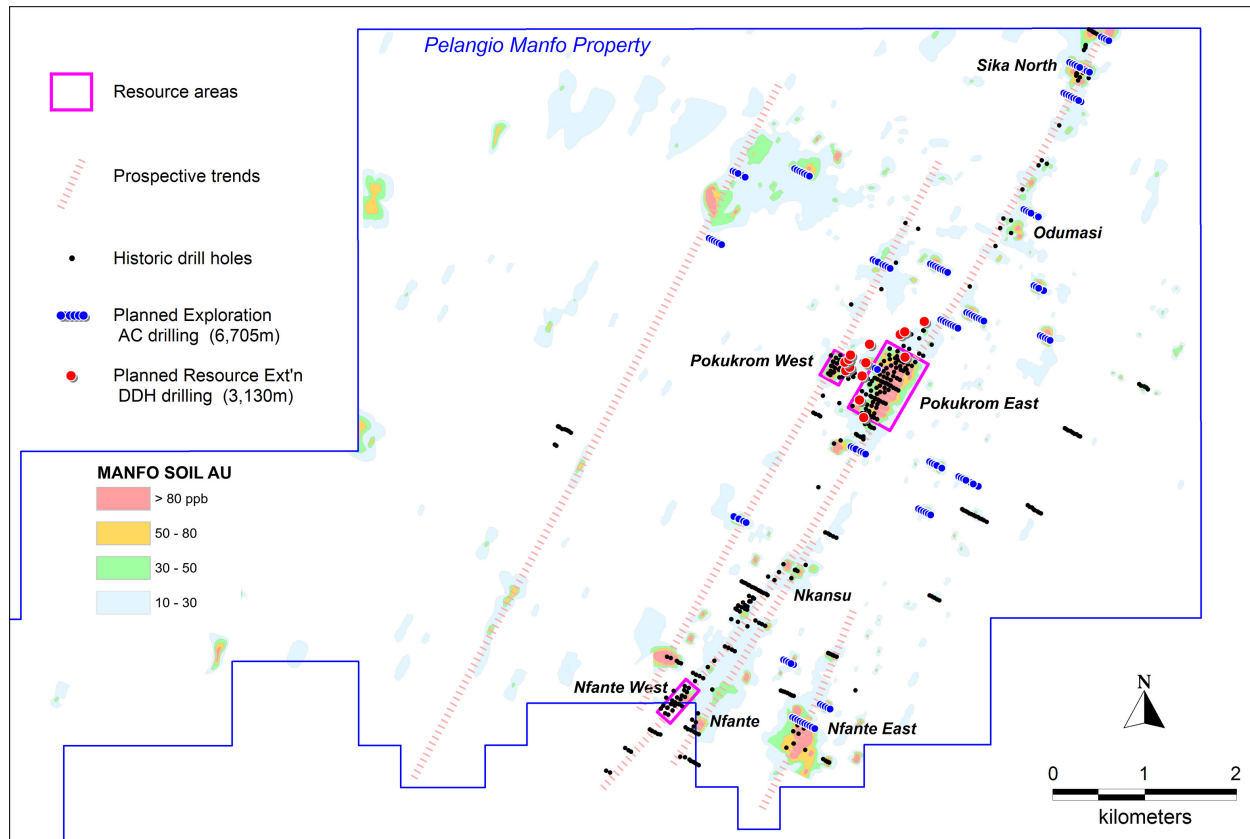 Pelangio Manfo Property
Sika North
Resource areas
Prospective trends
Odumasi
Historic drill holes
Planned Exploration
AC drilling (6,705m)
Planned Resource Ext'n
DDH drilling (3,130m)
Pokukrom West
Pokukrom East
MANFO SOIL AU
> 80 ppb
50 - 80
30 - 50
10 - 30
Nkansu
Nfante West
Nfante
Nfante East
N
0 1 2
kilometers